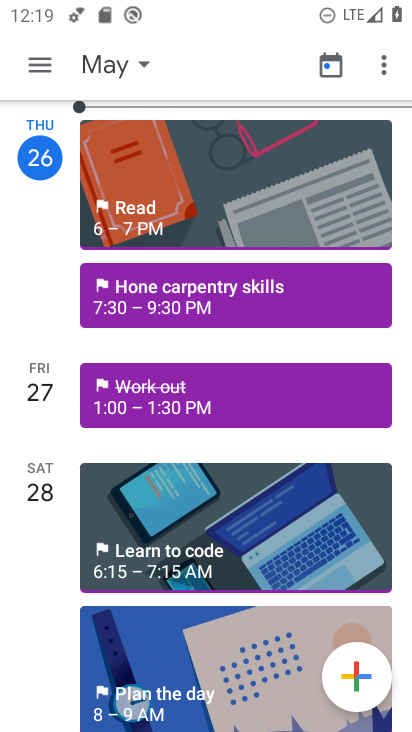 12:19
LTE
May
THU
26
Read
6 – 7 PM
Hone carpentry skills
7:30 – 9:30 PM
FRI
27
Work out
1:00 – 1:30 PM
SAT
28
Learn to code
6:15 – 7:15 AM
Plan the day
8 – 9 AM